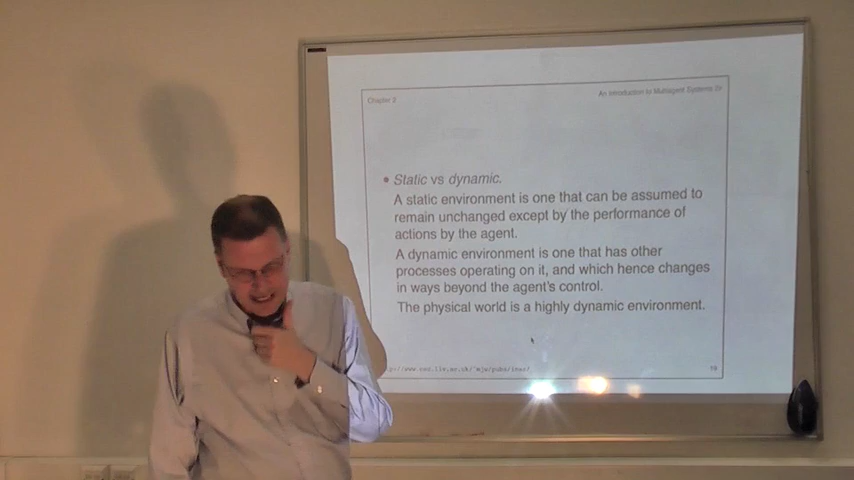 Chapter 2
An Introduction to Multiagent Systems 2e
• Static vs dynamic.
A static environment is one that can be assumed to
remain unchanged except by the performance of
actions by the agent.
A dynamic environment is one that has other
processes operating on it, and which hence changes
in ways beyond the agent's control.
The physical world is a highly dynamic environment.